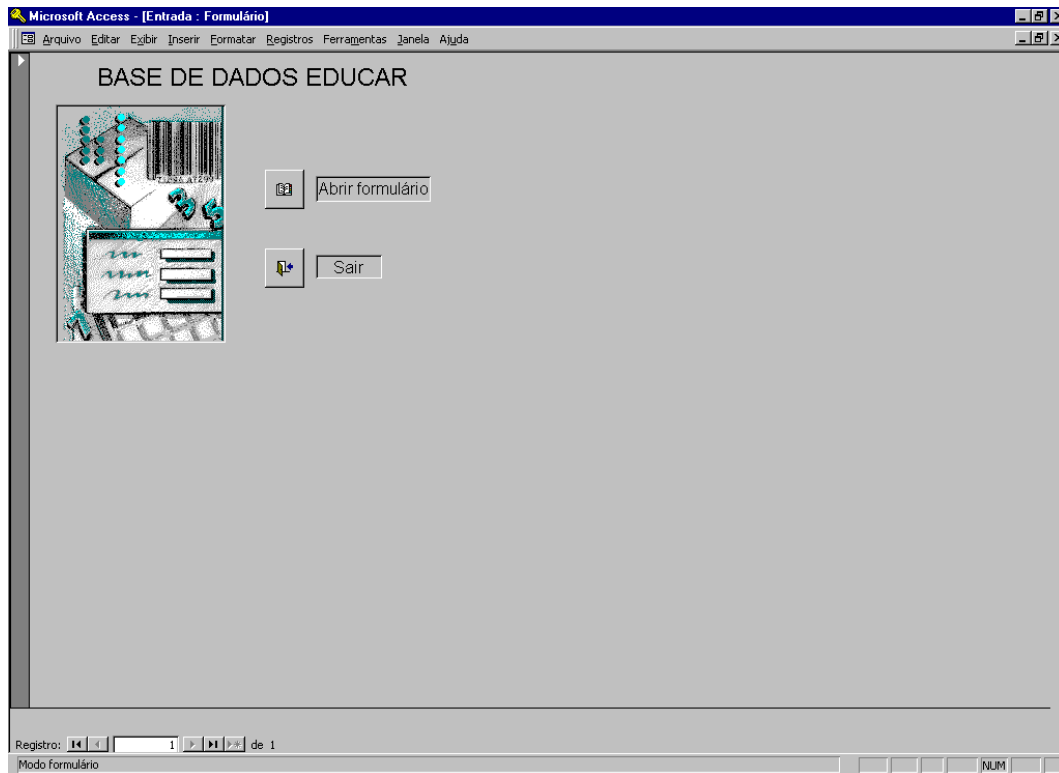 Microsoft Access - [Entrada : Formulário]
Arquivo Editar Exibir Inserir Formatar Registros Ferramentas Janela Ajuda
BASE DE DADOS EDUCAR
Abrir formulário
Sair
Registro: 1 de 1
Modo formulário NUM